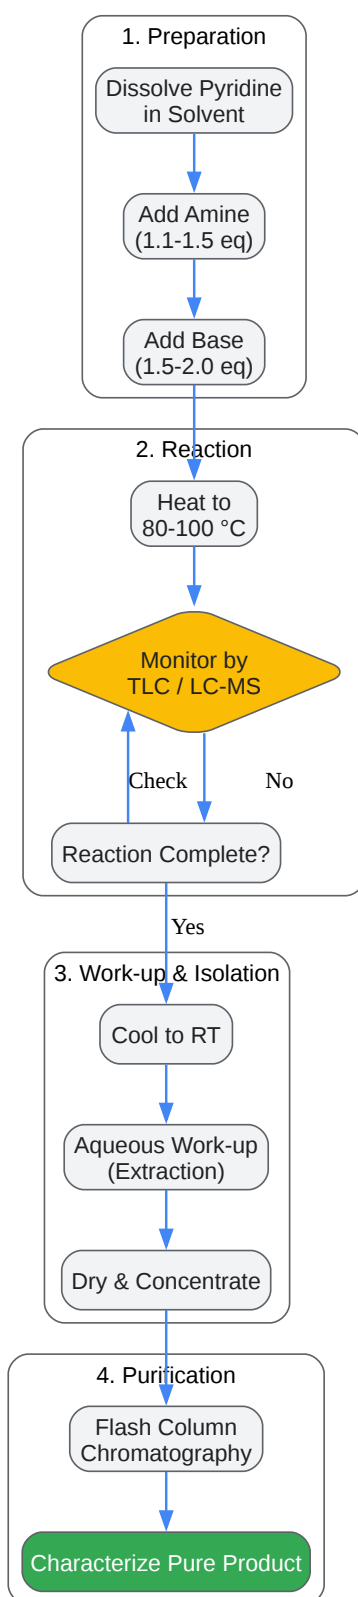 1. Preparation
Dissolve Pyridine
in Solvent
Add Amine
(1.1-1.5 eq)
Add Base
(1.5-2.0 eq)
2. Reaction
Heat to
80-100 °C
Monitor by
TLC / LC-MS
Check
No
Reaction Complete?
Yes
3. Work-up & Isolation
Cool to RT
Aqueous Work-up
(Extraction)
Dry & Concentrate
4. Purification
Flash Column
Chromatography
Characterize Pure Product